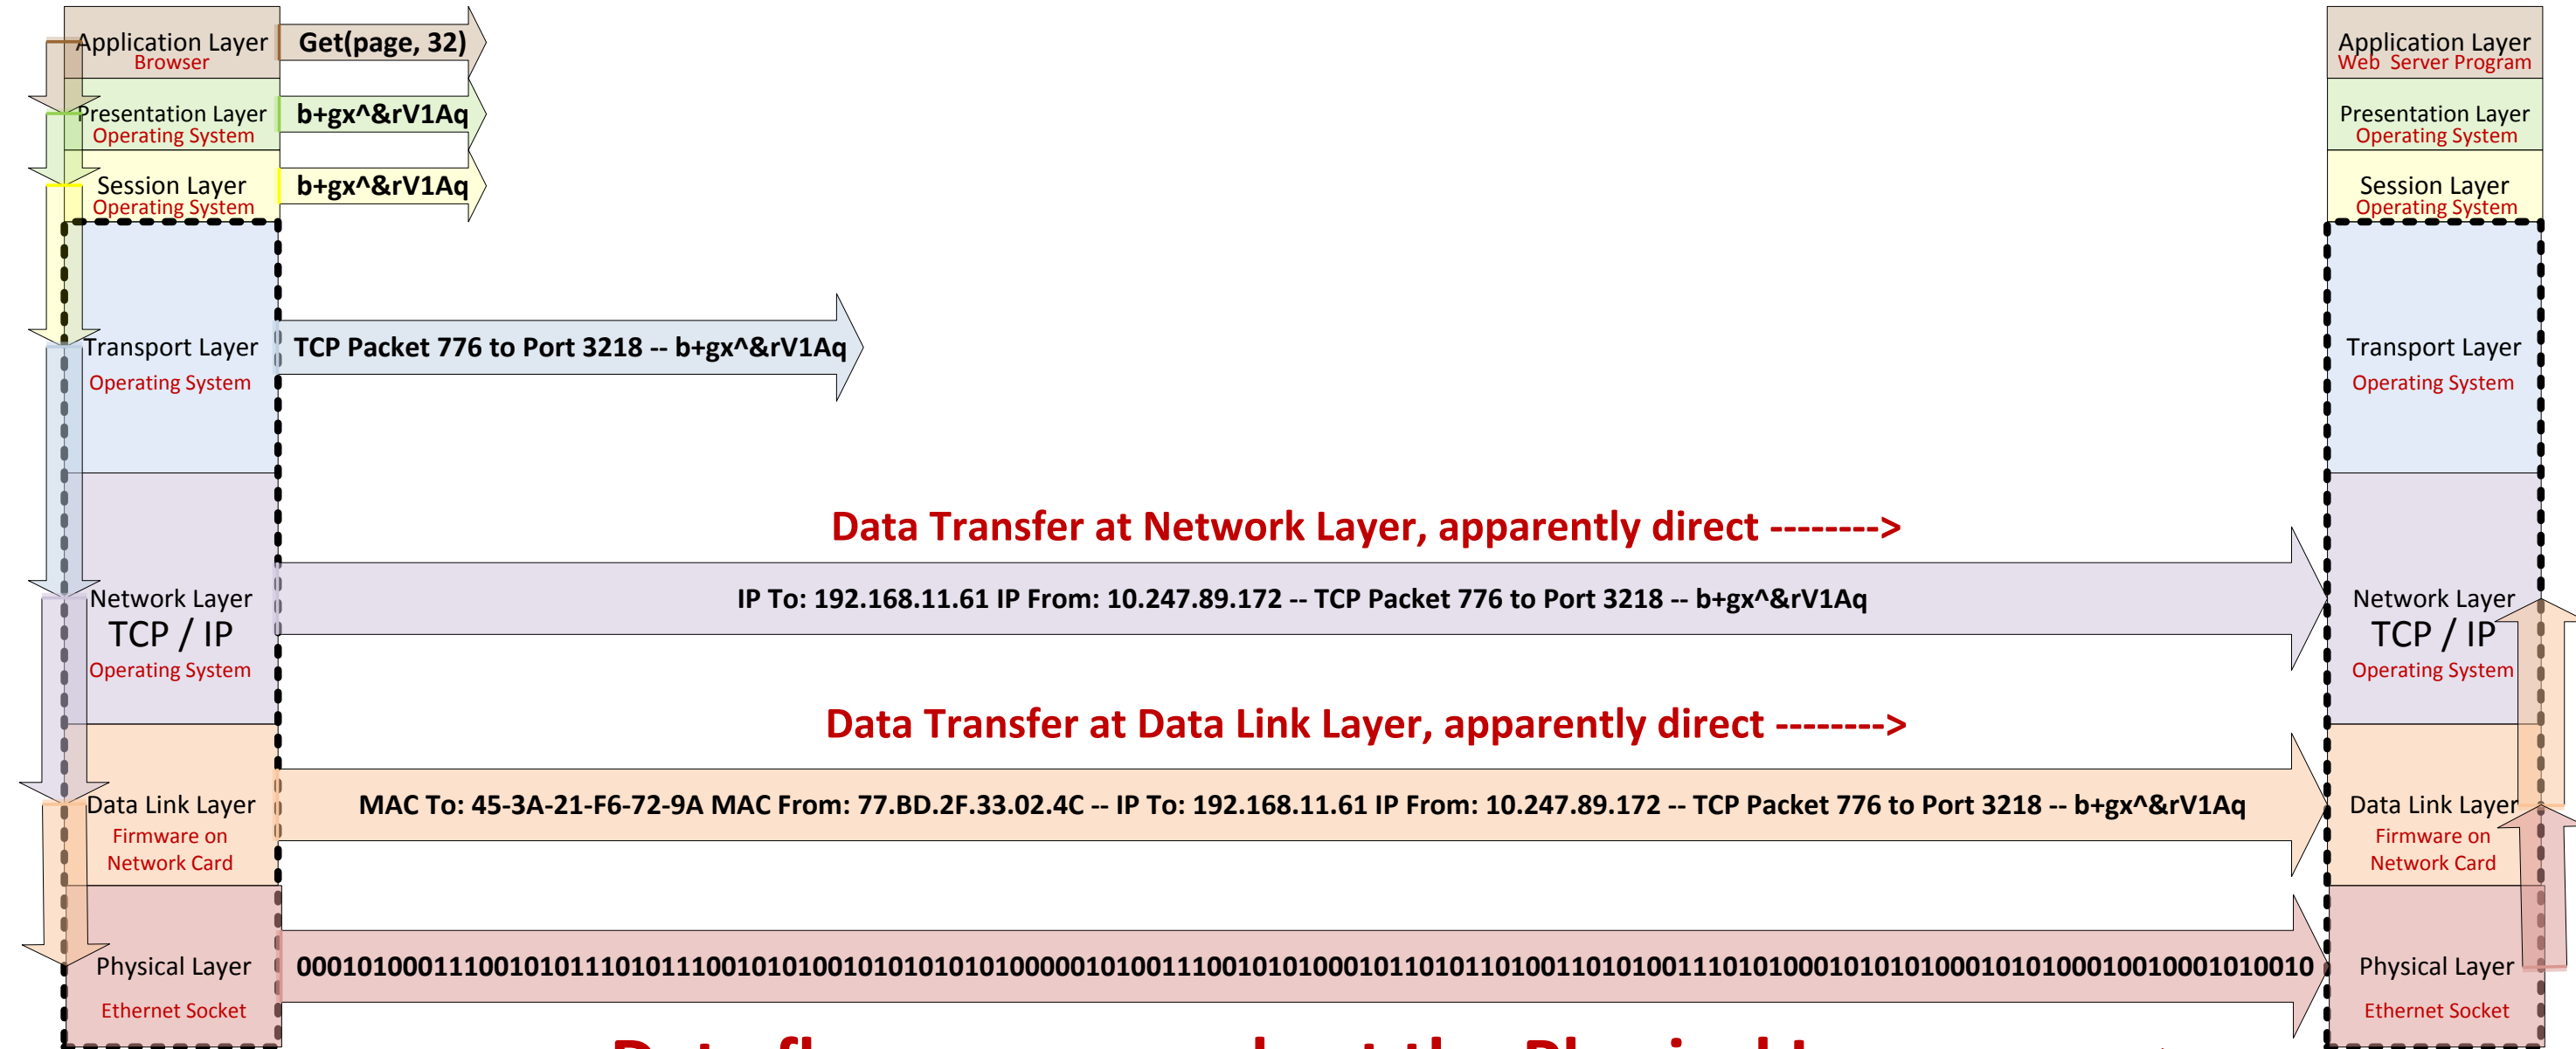 Application Layer
Browser
Get(page, 32)
Presentation Layer
Operating System
b+gx^&rV1Aq
Session Layer
Operating System
b+gx^&rV1Aq
Transport Layer
Operating System
TCP Packet 776 to Port 3218 -- b+gx^&rV1Aq
Network Layer
TCP / IP
Operating System
Data Transfer at Network Layer, apparently direct -------->
IP To: 192.168.11.61 IP From: 10.247.89.172 -- TCP Packet 776 to Port 3218 -- b+gx^&rV1Aq
Data Link Layer
Firmware on
Network Card
Data Transfer at Data Link Layer, apparently direct -------->
MAC To: 45-3A-21-F6-72-9A MAC From: 77.BD.2F.33.02.4C -- IP To: 192.168.11.61 IP From: 10.247.89.172 -- TCP Packet 776 to Port 3218 -- b+gx^&rV1Aq
Physical Layer
Ethernet Socket
Application Layer
Web Server Program
Presentation Layer
Operating System
Session Layer
Operating System
Transport Layer
Operating System
Network Layer
TCP / IP
Operating System
Data Link Layer
Firmware on
Network Card
Physical Layer
Ethernet Socket